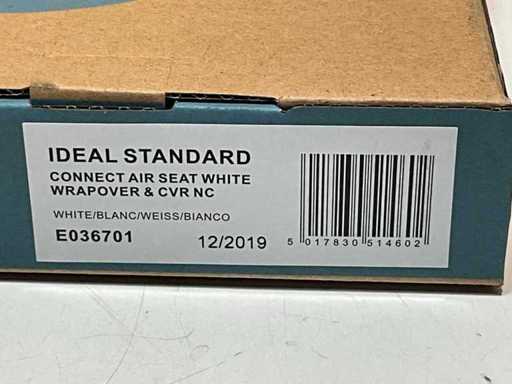 IDEAL STANDARD
CONNECT AIR SEAT WHITE
WRAPOVER & CVR NC
WHITE/BLANC/WEISS/BIANCO
E036701 12/2019
5 017830 514602